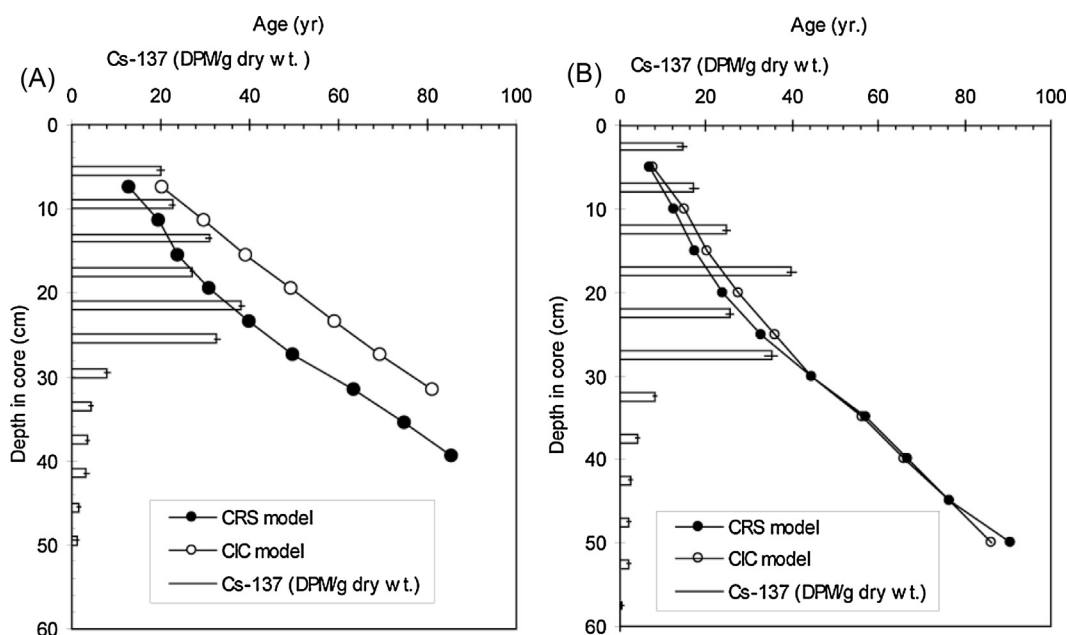 Age (yr)
Cs-137 (DPM/g dry wt.)
(A)
0 20 40 60 80 100
0
10
20
30
40
50
60
Depth in core (cm)
CRS model
CIC model
Cs-137 (DPM/g dry wt.)
Age (yr.)
Cs-137 (DPM/g dry wt.)
(B)
0 20 40 60 80 100
0
10
20
30
40
50
60
Depth in core (cm)
CRS model
CIC model
Cs-137 (DPM/g dry wt.)